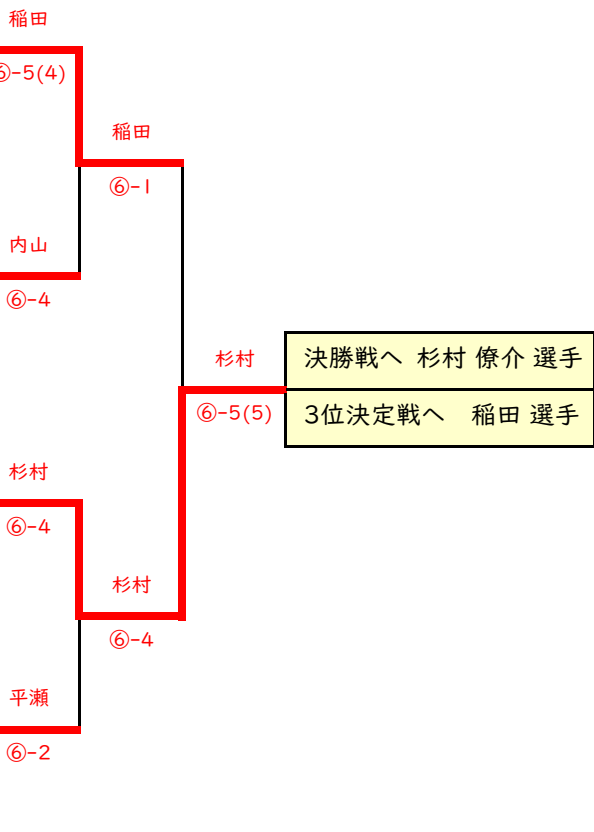 稲田
⑥-5(4)
稲田
⑥-1
内山
⑥-4
杉村
決勝戦へ 杉村 僚介 選手
⑥-5(5)
3位決定戦へ 稲田 選手
杉村
⑥-4
杉村
⑥-4
平瀬
⑥-2